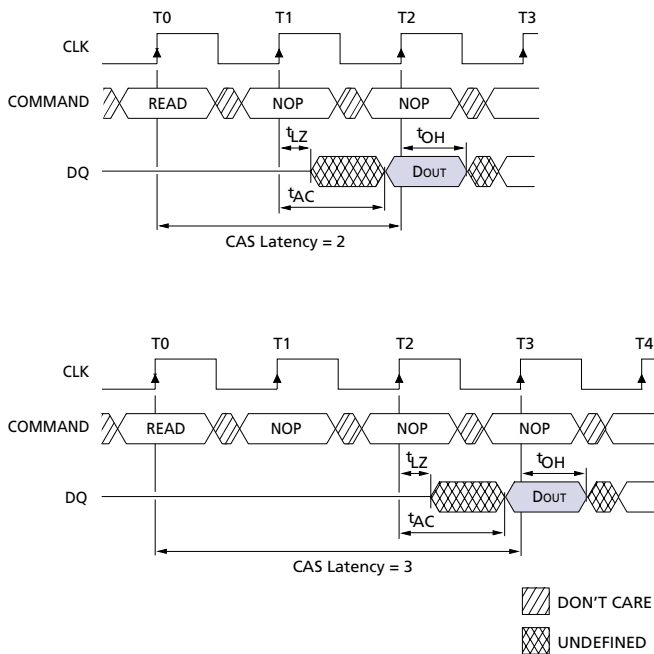 T0 T1 T2 T3
CLK
COMMAND READ NOP NOP
tLZ tOH
DQ DOUT
tAC
CAS Latency = 2
T0 T1 T2 T3 T4
CLK
COMMAND READ NOP NOP NOP
tLZ tOH
DQ DOUT
tAC
CAS Latency = 3
DON'T CARE
UNDEFINED